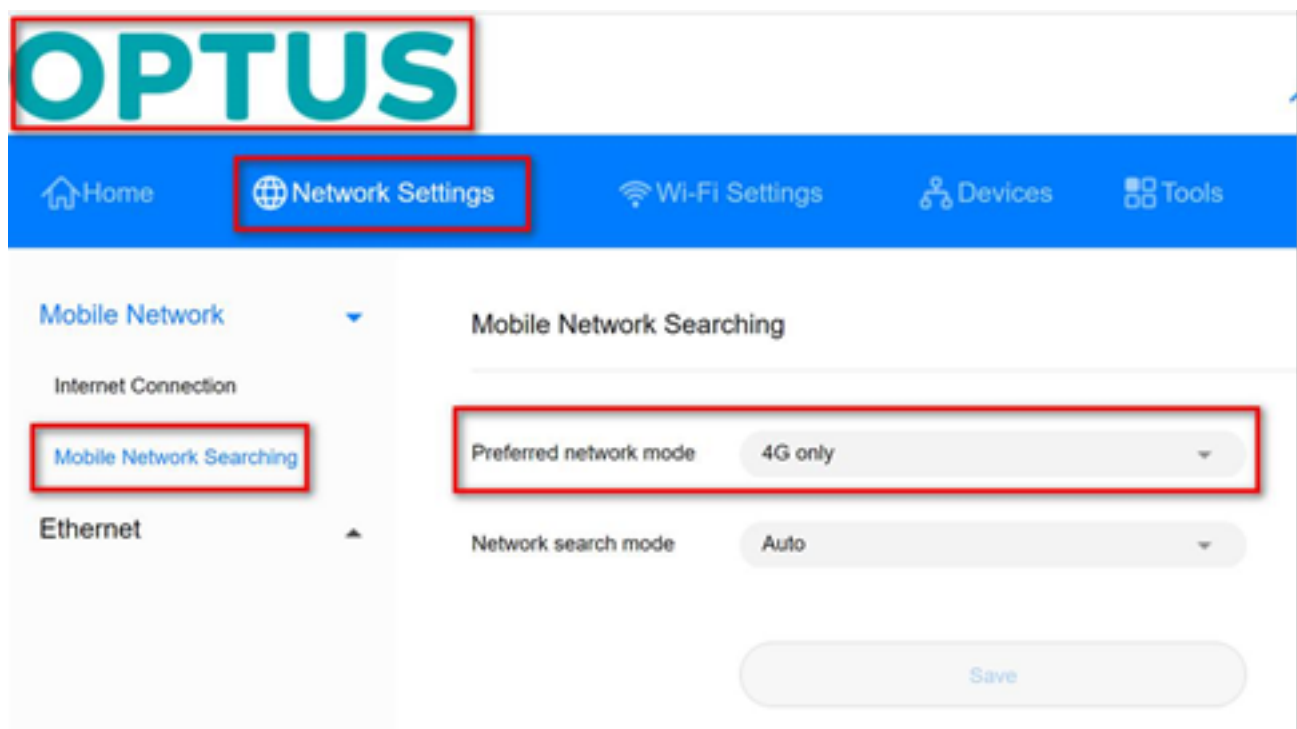 OPTUS
Home Network Settings Wi-Fi Settings Devices Tools
Mobile Network
Internet Connection
Mobile Network Searching
Ethernet
Mobile Network Searching
Preferred network mode 4G only
Network search mode Auto
Save